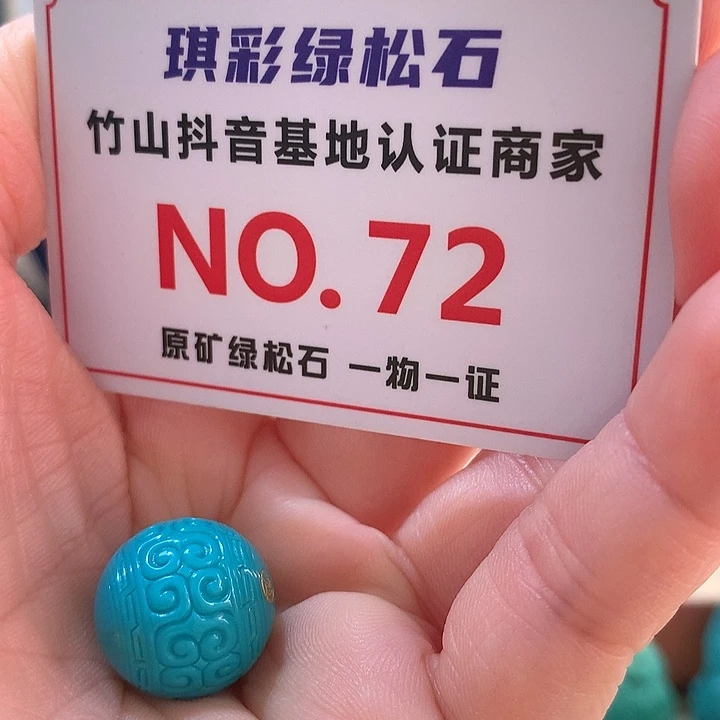 琪彩绿松石
竹山抖音基地认证商家
NO.72
原矿绿松石 一物一证